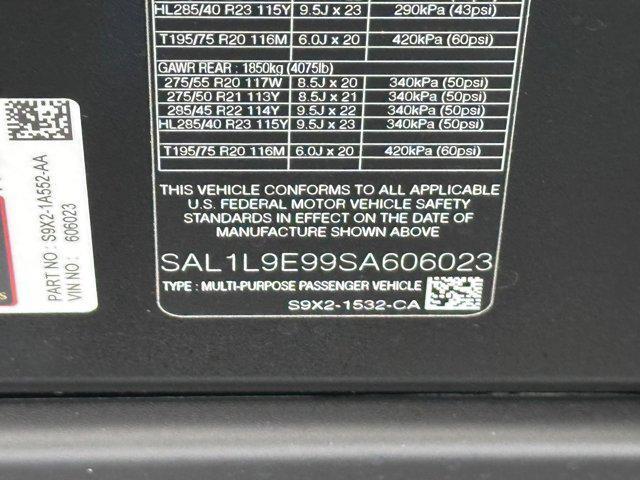 HL285/40 R23 115Y 9.5J x 23 290kPa (43psi)
T195/75 R20 116M 6.0J x 20 420kPa (60psi)
GAWR REAR : 1850kg (4075lb)
275/55 R20 117W 8.5J x 20 340kPa (50psi)
275/50 R21 113Y 8.5J x 21 340kPa (50psi)
285/45 R22 114Y 9.5J x 22 340kPa (50psi)
HL285/40 R23 115Y 9.5J x 23 340kPa (50psi)
T195/75 R20 116M 6.0J x 20 420kPa (60psi)
THIS VEHICLE CONFORMS TO ALL APPLICABLE
U.S. FEDERAL MOTOR VEHICLE SAFETY
STANDARDS IN EFFECT ON THE DATE OF
MANUFACTURE SHOWN ABOVE
SAL1L9E99SA606023
TYPE : MULTI-PURPOSE PASSENGER VEHICLE
S9X2-1532-CA
PART NO : S9X2-1A552-AA
VIN NO : 606023